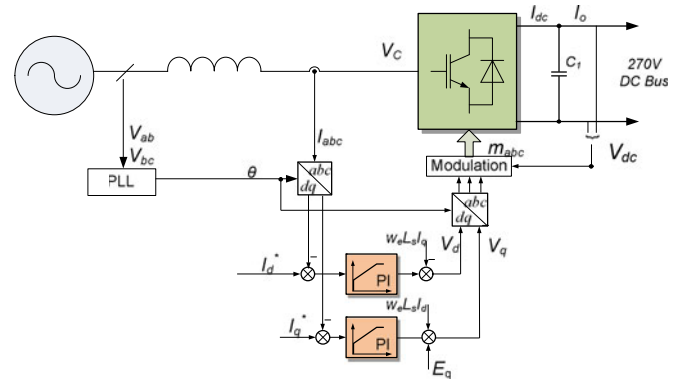 I_dc I_o
V_C
C_1
270V
DC Bus
V_ab
V_bc
I_abc
m_abc
V_dc
Modulation
PLL
θ
abc
dq
abc
dq
V_d V_q
w_eL_sI_q
I_d*
−
−
PI
w_eL_sI_d
I_q*
−
PI
E_q